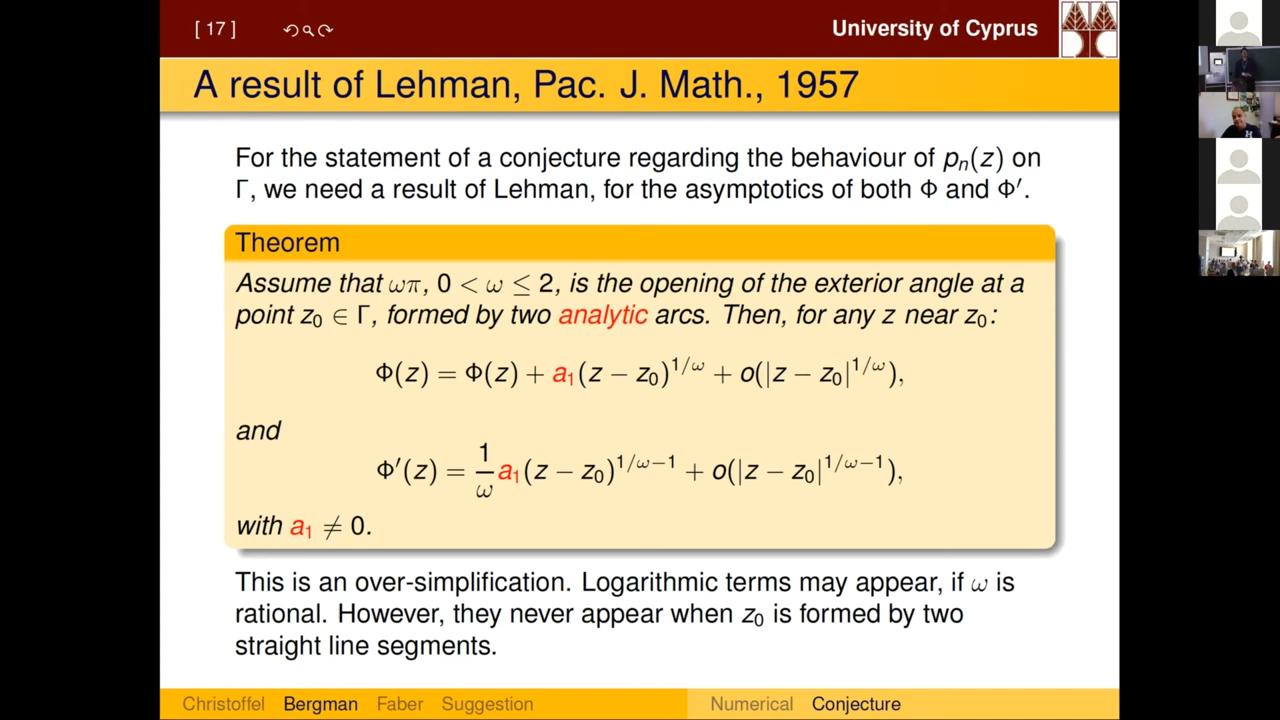 [ 17 ]
University of Cyprus
A result of Lehman, Pac. J. Math., 1957
For the statement of a conjecture regarding the behaviour of pₙ(z) on
Γ, we need a result of Lehman, for the asymptotics of both Φ and Φ′.
Theorem
Assume that ωπ, 0 < ω ≤ 2, is the opening of the exterior angle at a
point z₀ ∈ Γ, formed by two analytic arcs. Then, for any z near z₀:
Φ(z) = Φ(z) + a₁(z − z₀)^{1/ω} + o(|z − z₀|^{1/ω}),
and
Φ′(z) = \frac{1}{ω} a₁(z − z₀)^{1/ω−1} + o(|z − z₀|^{1/ω−1}),
with a₁ ≠ 0.
This is an over-simplification. Logarithmic terms may appear, if ω is
rational. However, they never appear when z₀ is formed by two
straight line segments.
Christoffel Bergman Faber Suggestion Numerical Conjecture